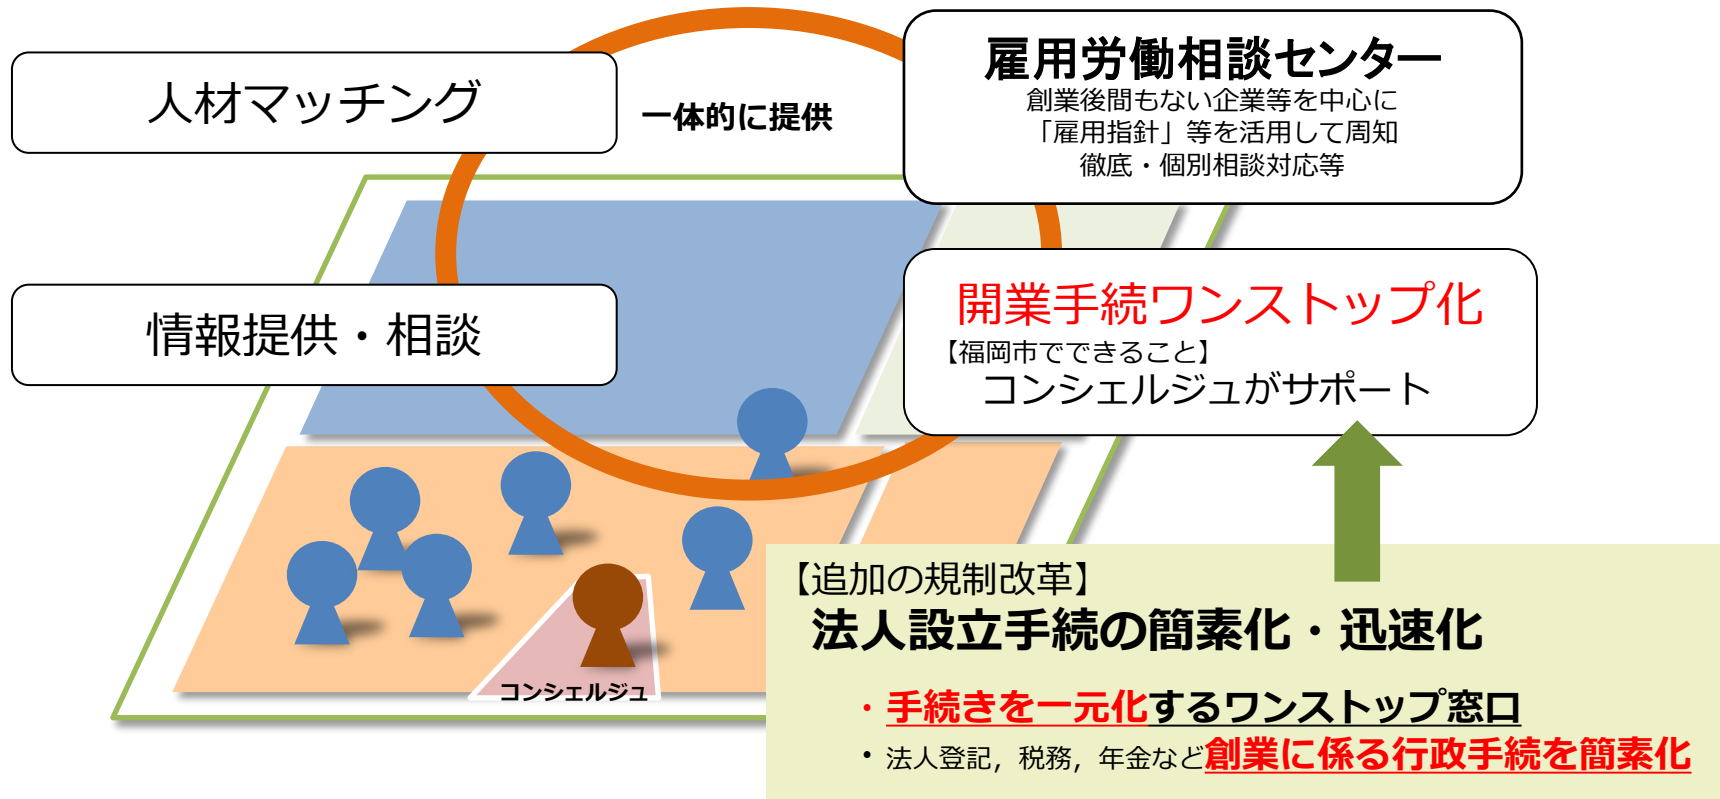 人材マッチング
一体的に提供
雇用労働相談センター
創業後間もない企業等を中心に
「雇用指針」等を活用して周知
徹底・個別相談対応等
情報提供・相談
開業手続ワンストップ化
【福岡市でできること】
コンシェルジュがサポート
コンシェルジュ
【追加の規制改革】
法人設立手続の簡素化・迅速化
・手続きを一元化するワンストップ窓口
・法人登記，税務，年金など創業に係る行政手続を簡素化